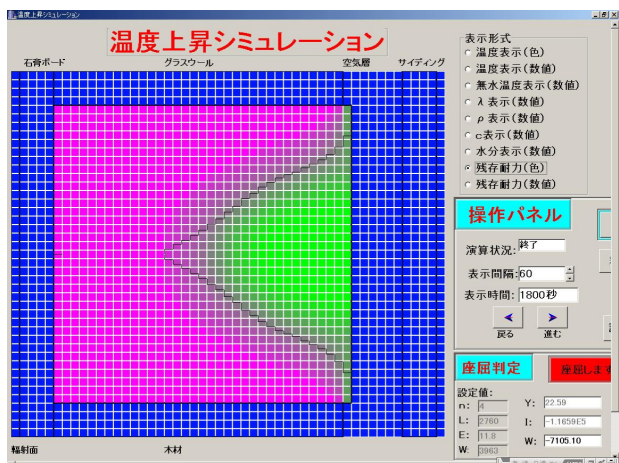 温度上昇シミュレーション
温度上昇シミュレーション
石膏ボード グラスウール 空気層 サイディング
輻射面 木材
表示形式
温度表示(色)
温度表示(数値)
無水温度表示(数値)
λ表示(数値)
ρ表示(数値)
c表示(数値)
水分表示(数値)
残存耐力(色)
残存耐力(数値)
操作パネル
演算状況: 終了
表示間隔: 60
表示時間: 1800秒
戻る 進む
座屈判定 座屈します
設定値:
n: 4 Y: 22.59
L: 2760 I: -1.1659E5
E: 11.8 W: -7105.10
W: 3963